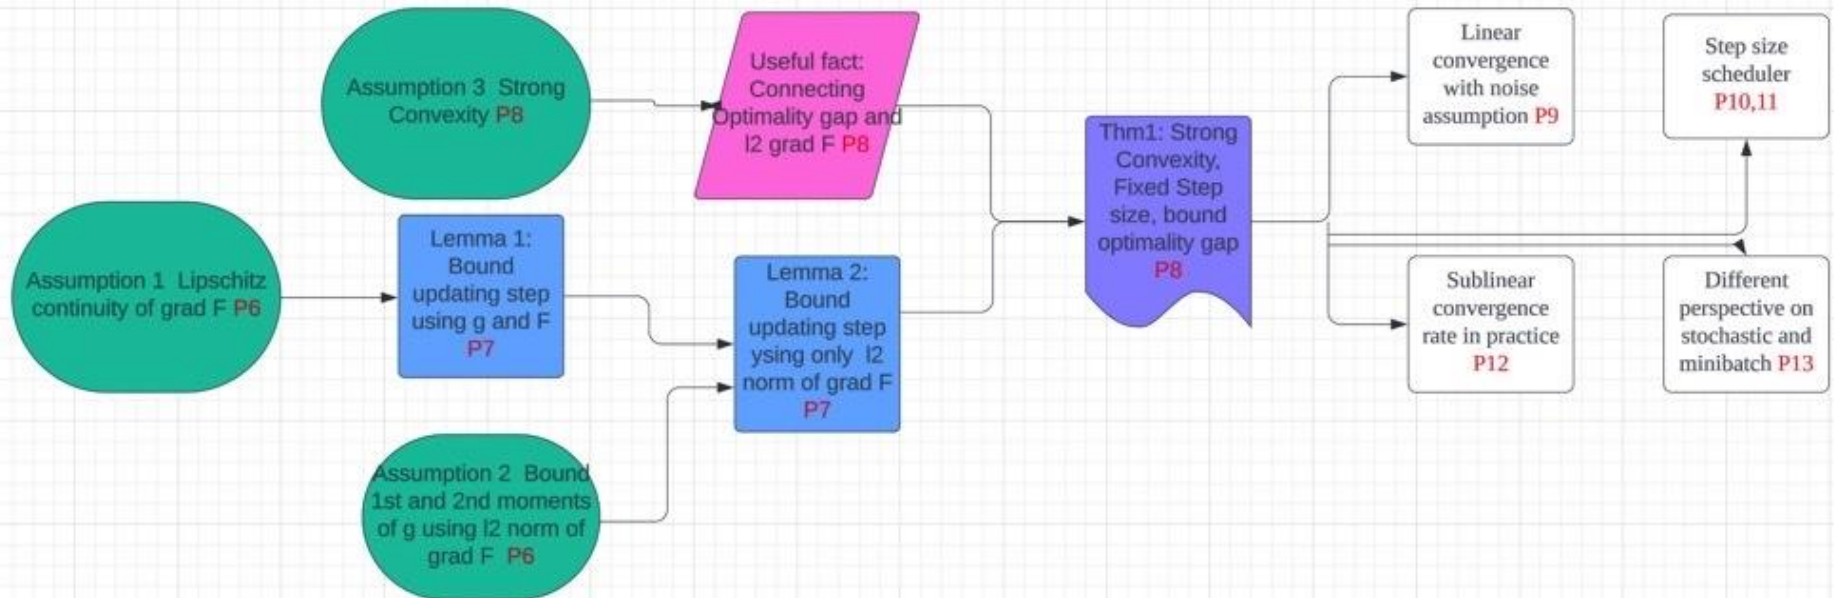 Assumption 3 Strong
Convexity P8
Useful fact:
Connecting
Optimality gap and
l2 grad F P8
Linear
convergence
with noise
assumption P9
Step size
scheduler
P10,11
Assumption 1 Lipschitz
continuity of grad F P6
Lemma 1:
Bound
updating step
using g and F
P7
Lemma 2:
Bound
updating step
ysing only l2
norm of grad F
P7
Thm1: Strong
Convexity,
Fixed Step
size, bound
optimality gap
P8
Sublinear
convergence
rate in practice
P12
Different
perspective on
stochastic and
minibatch P13
Assumption 2 Bound
1st and 2nd moments
of g using l2 norm of
grad F P6